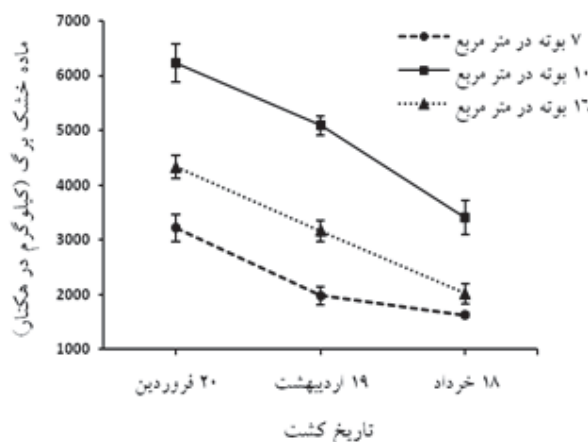 ۷ بوته در متر مربع
۱۰ بوته در متر مربع
۱۶ بوته در متر مربع
ماده خشک برگ (کیلوگرم در هکتار)
7000
6000
5000
4000
3000
2000
1000
۲۰ فروردین
۱۹ اردیبهشت
۱۸ خرداد
تاریخ کشت